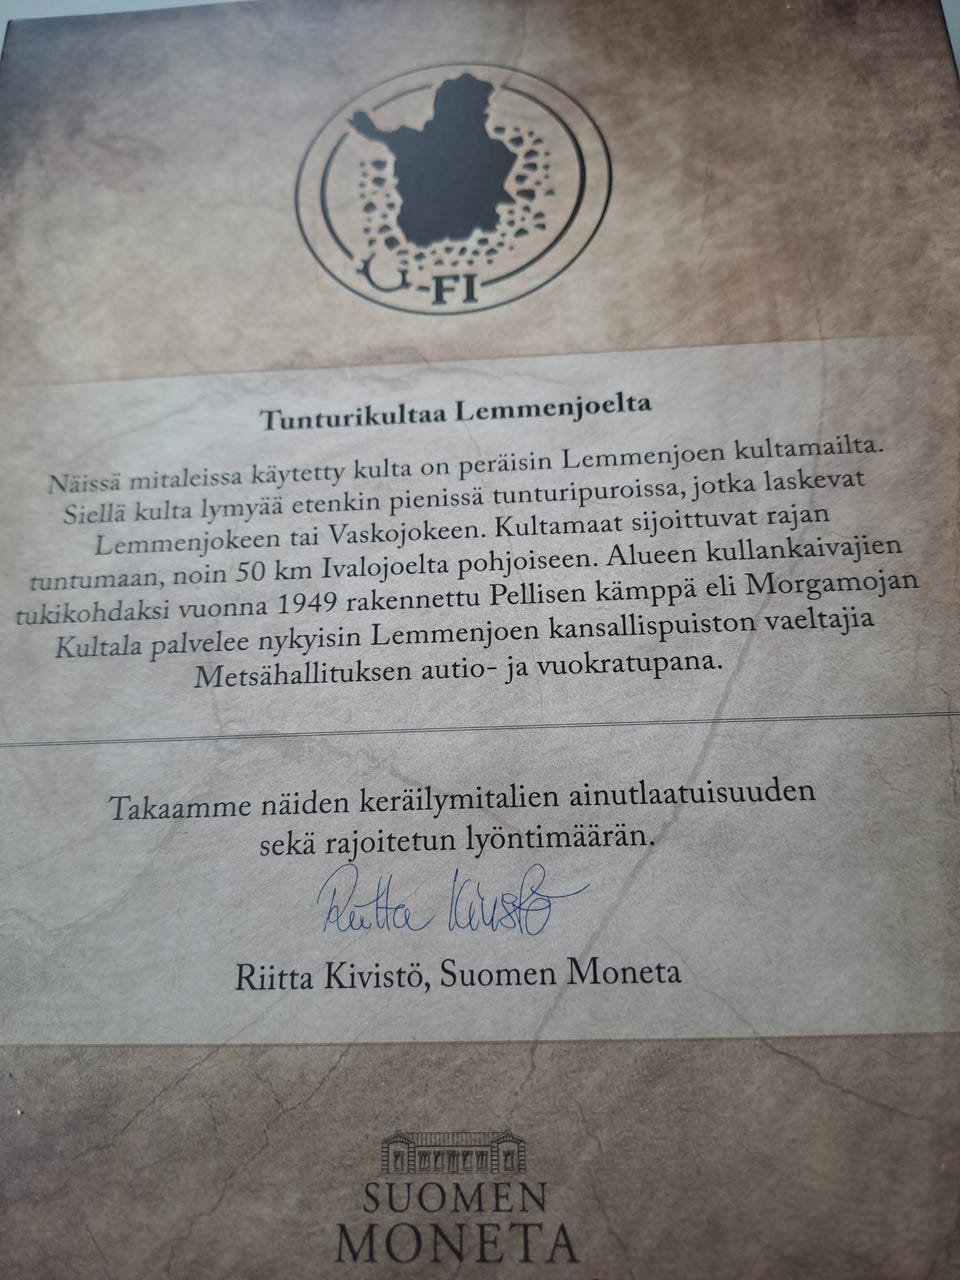 -FI
Tunturikultaa Lemmenjoelta
Näissä mitaleissa käytetty kulta on peräisin Lemmenjoen kultamailta.
Siellä kulta lymyää etenkin pienissä tunturipuroissa, jotka laskevat
Lemmenjokeen tai Vaskojokeen. Kultamaat sijoittuvat rajan
tuntumaan, noin 50 km Ivalojoelta pohjoiseen. Alueen kullankaivajien
tukikohdaksi vuonna 1949 rakennettu Pellisen kämppä eli Morgamojan
Kultala palvelee nykyisin Lemmenjoen kansallispuiston vaeltajia
Metsähallituksen autio- ja vuokratupana.
Takaamme näiden keräilymitalien ainutlaatuisuuden
sekä rajoitetun lyöntimäärän.
Riitta Kivistö
Riitta Kivistö, Suomen Moneta
SUOMEN
MONETA